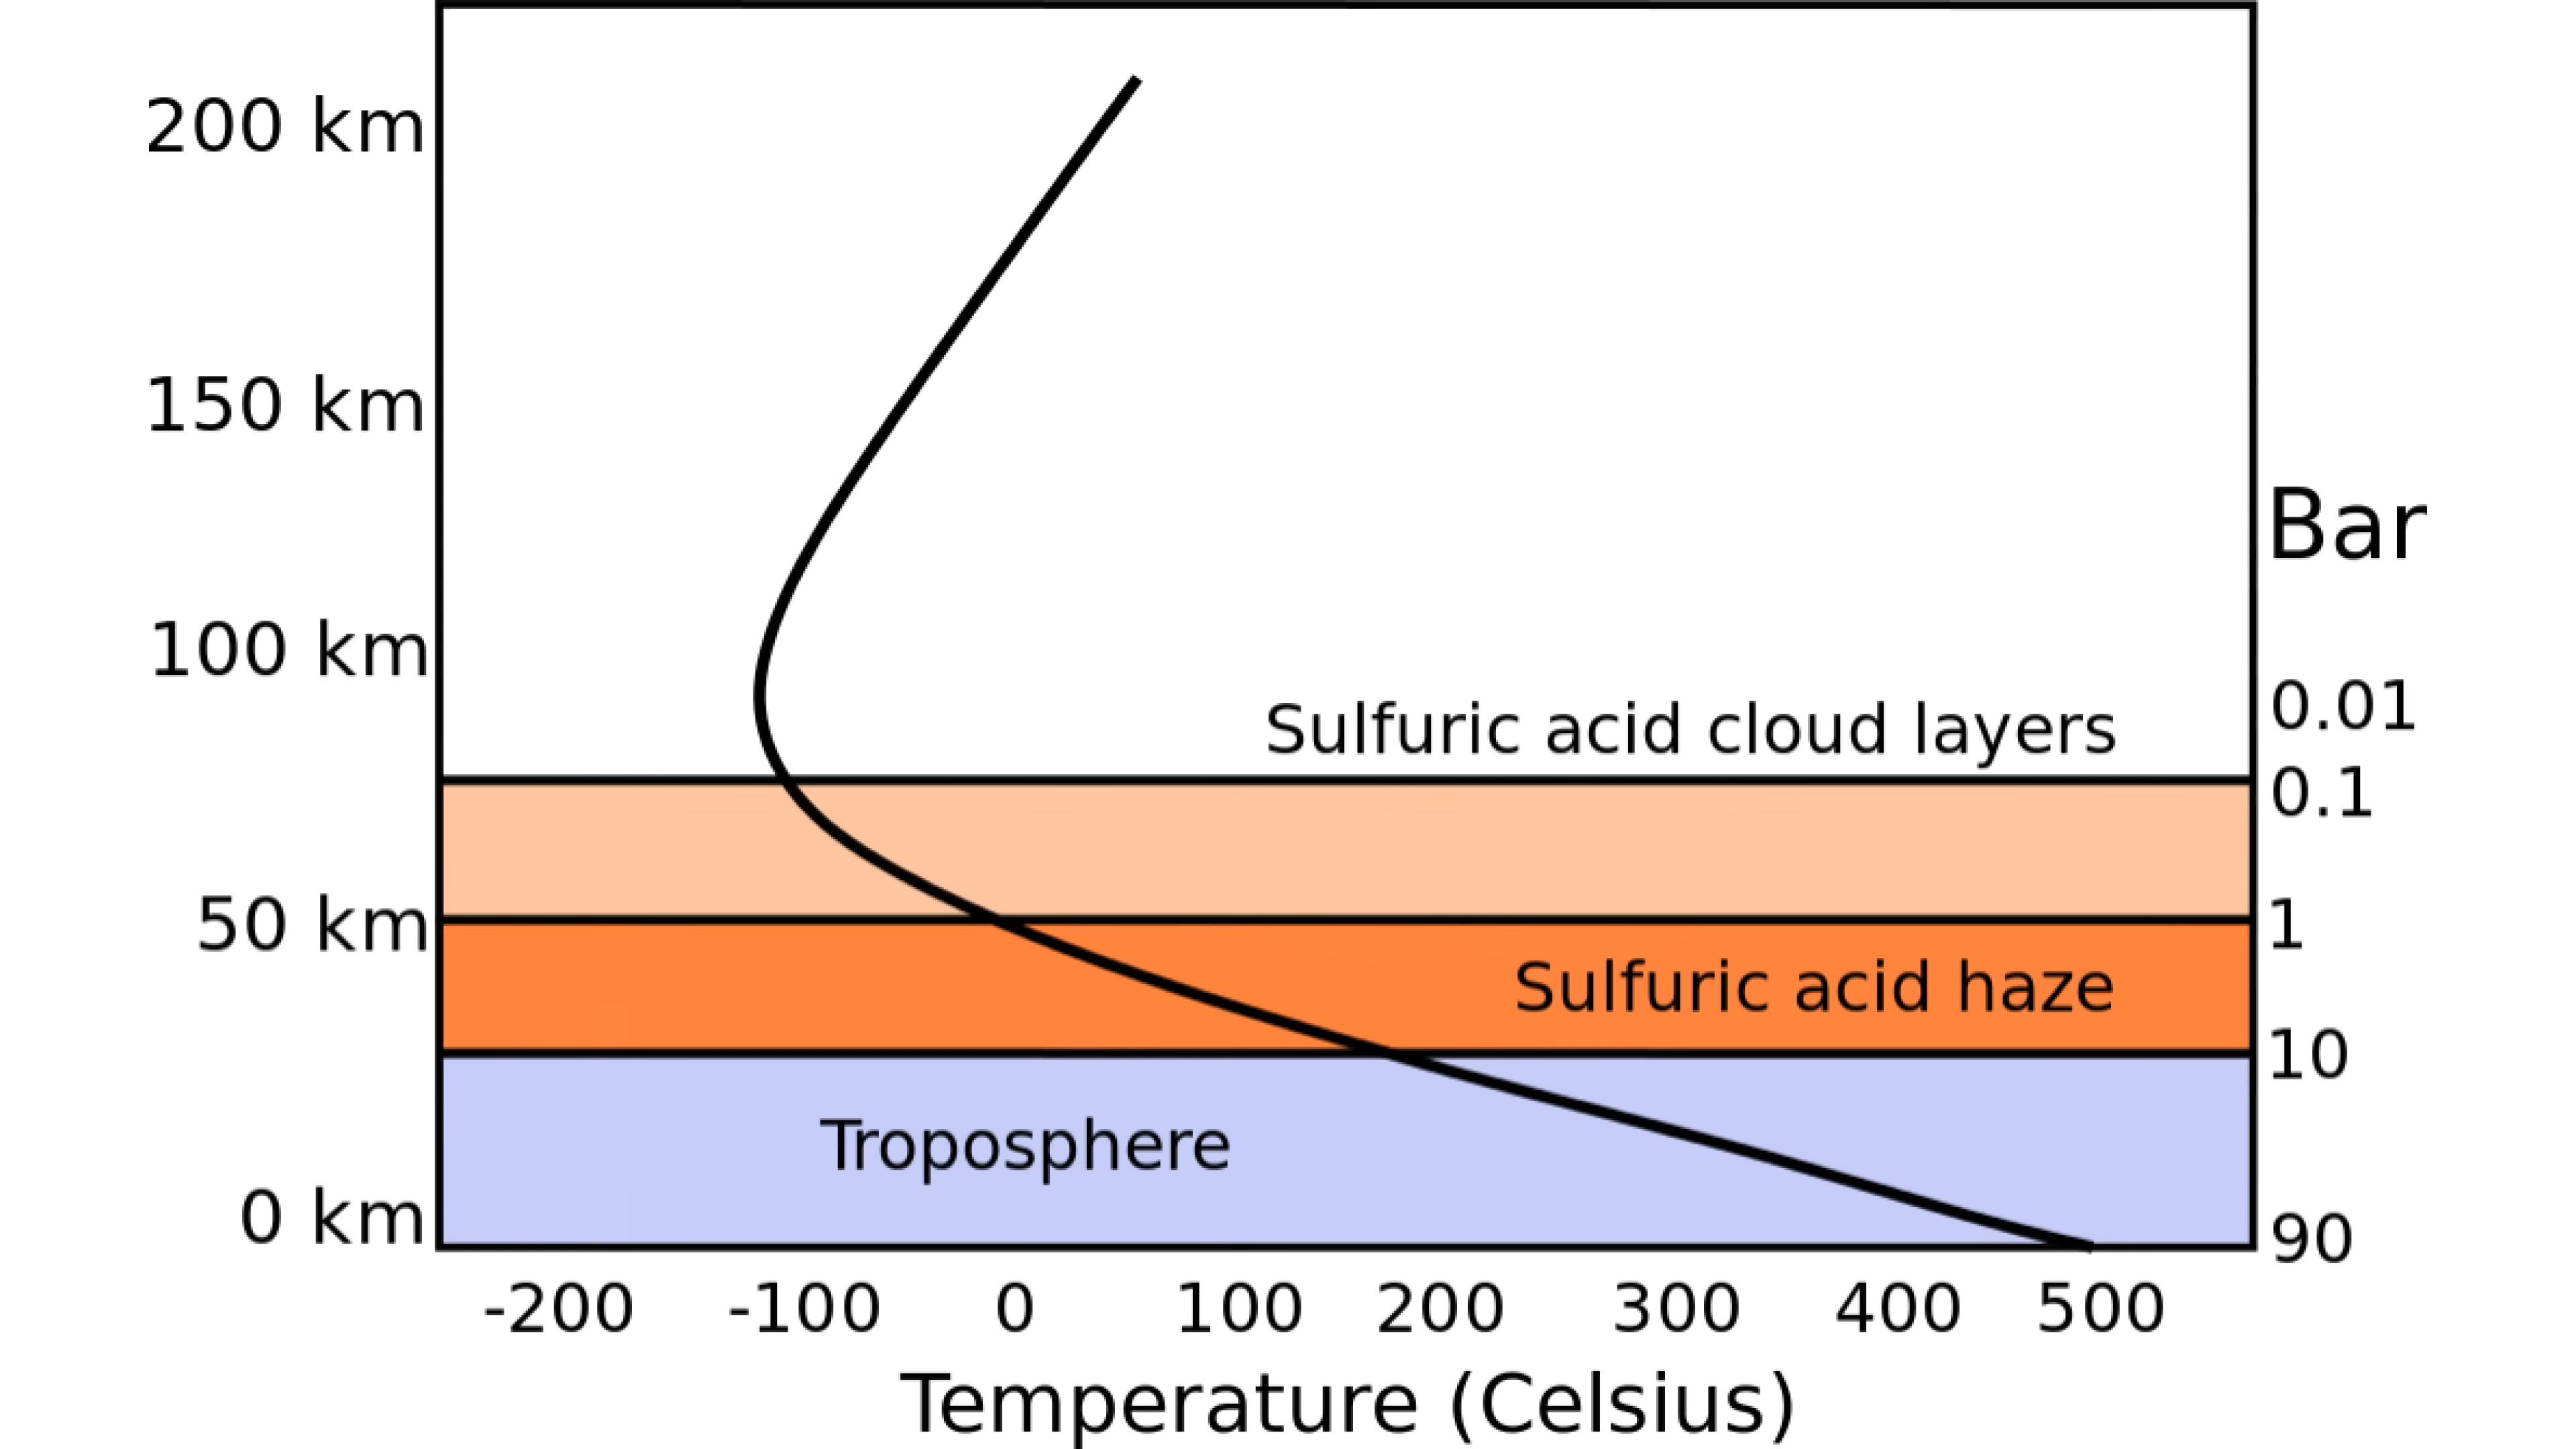 200 km
150 km
Bar
100 km
0.01
Sulfuric acid cloud layers
0.1
50 km
1
Sulfuric acid haze
10
Troposphere
0 km
90
-200 -100 0 100 200 300 400 500
Temperature (Celsius)